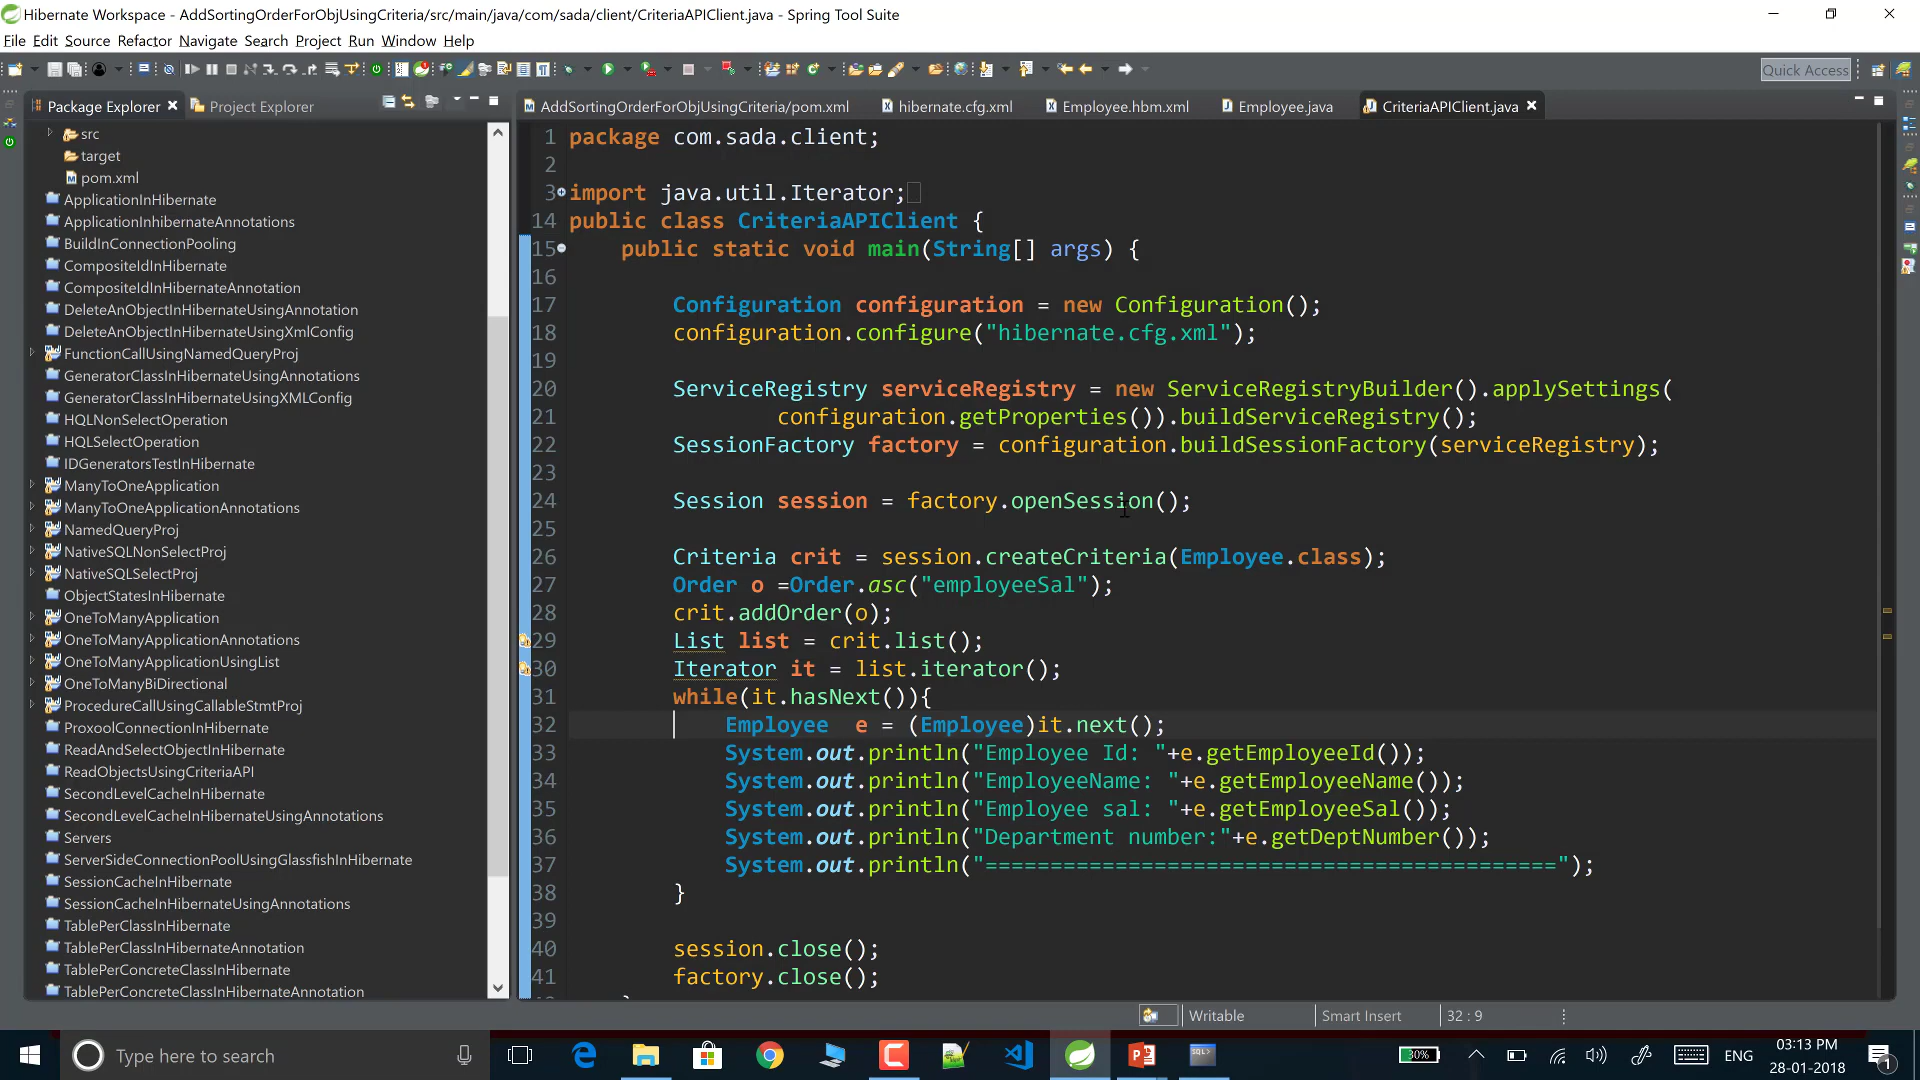 Hibernate Workspace - AddSortingOrderForObjUsingCriteria/src/main/java/com/sada/client/CriteriaAPIClient.java - Spring Tool Suite
File Edit Source Refactor Navigate Search Project Run Window Help
Quick Access
Package Explorer Project Explorer
AddSortingOrderForObjUsingCriteria/pom.xml hibernate.cfg.xml Employee.hbm.xml Employee.java CriteriaAPIClient.java
src
target
pom.xml
ApplicationInHibernate
ApplicationInhibernateAnnotations
BuildInConnectionPooling
CompositeIdInHibernate
CompositeIdInHibernateAnnotation
DeleteAnObjectInHibernateUsingAnnotation
DeleteAnObjectInHibernateUsingXmlConfig
FunctionCallUsingNamedQueryProj
GeneratorClassInHibernateUsingAnnotations
GeneratorClassInHibernateUsingXMLConfig
HQLNonSelectOperation
HQLSelectOperation
IDGeneratorsTestInHibernate
ManyToOneApplication
ManyToOneApplicationAnnotations
NamedQueryProj
NativeSQLNonSelectProj
NativeSQLSelectProj
ObjectStatesInHibernate
OneToManyApplication
OneToManyApplicationAnnotations
OneToManyApplicationUsingList
OneToManyBiDirectional
ProcedureCallUsingCallableStmtProj
ProxoolConnectionInHibernate
ReadAndSelectObjectInHibernate
ReadObjectsUsingCriteriaAPI
SecondLevelCacheInHibernate
SecondLevelCacheInHibernateUsingAnnotations
Servers
ServerSideConnectionPoolUsingGlassfishInHibernate
SessionCacheInHibernate
SessionCacheInHibernateUsingAnnotations
TablePerClassInHibernate
TablePerClassInHibernateAnnotation
TablePerConcreteClassInHibernate
TablePerConcreteClassInHibernateAnnotation
1 package com.sada.client;
2
3 import java.util.Iterator;
14 public class CriteriaAPIClient {
15 public static void main(String[] args) {
16
17 Configuration configuration = new Configuration();
18 configuration.configure("hibernate.cfg.xml");
19
20 ServiceRegistry serviceRegistry = new ServiceRegistryBuilder().applySettings(
21 configuration.getProperties()).buildServiceRegistry();
22 SessionFactory factory = configuration.buildSessionFactory(serviceRegistry);
23
24 Session session = factory.openSession();
25
26 Criteria crit = session.createCriteria(Employee.class);
27 Order o =Order.asc("employeeSal");
28 crit.addOrder(o);
29 List list = crit.list();
30 Iterator it = list.iterator();
31 while(it.hasNext()){
32 Employee  e = (Employee)it.next();
33 System.out.println("Employee Id: "+e.getEmployeeId());
34 System.out.println("EmployeeName: "+e.getEmployeeName());
35 System.out.println("Employee sal: "+e.getEmployeeSal());
36 System.out.println("Department number:"+e.getDeptNumber());
37 System.out.println("============================================");
38 }
39
40 session.close();
41 factory.close();
Writable Smart Insert 32 : 9
Type here to search
30%
ENG
03:13 PM
28-01-2018
1